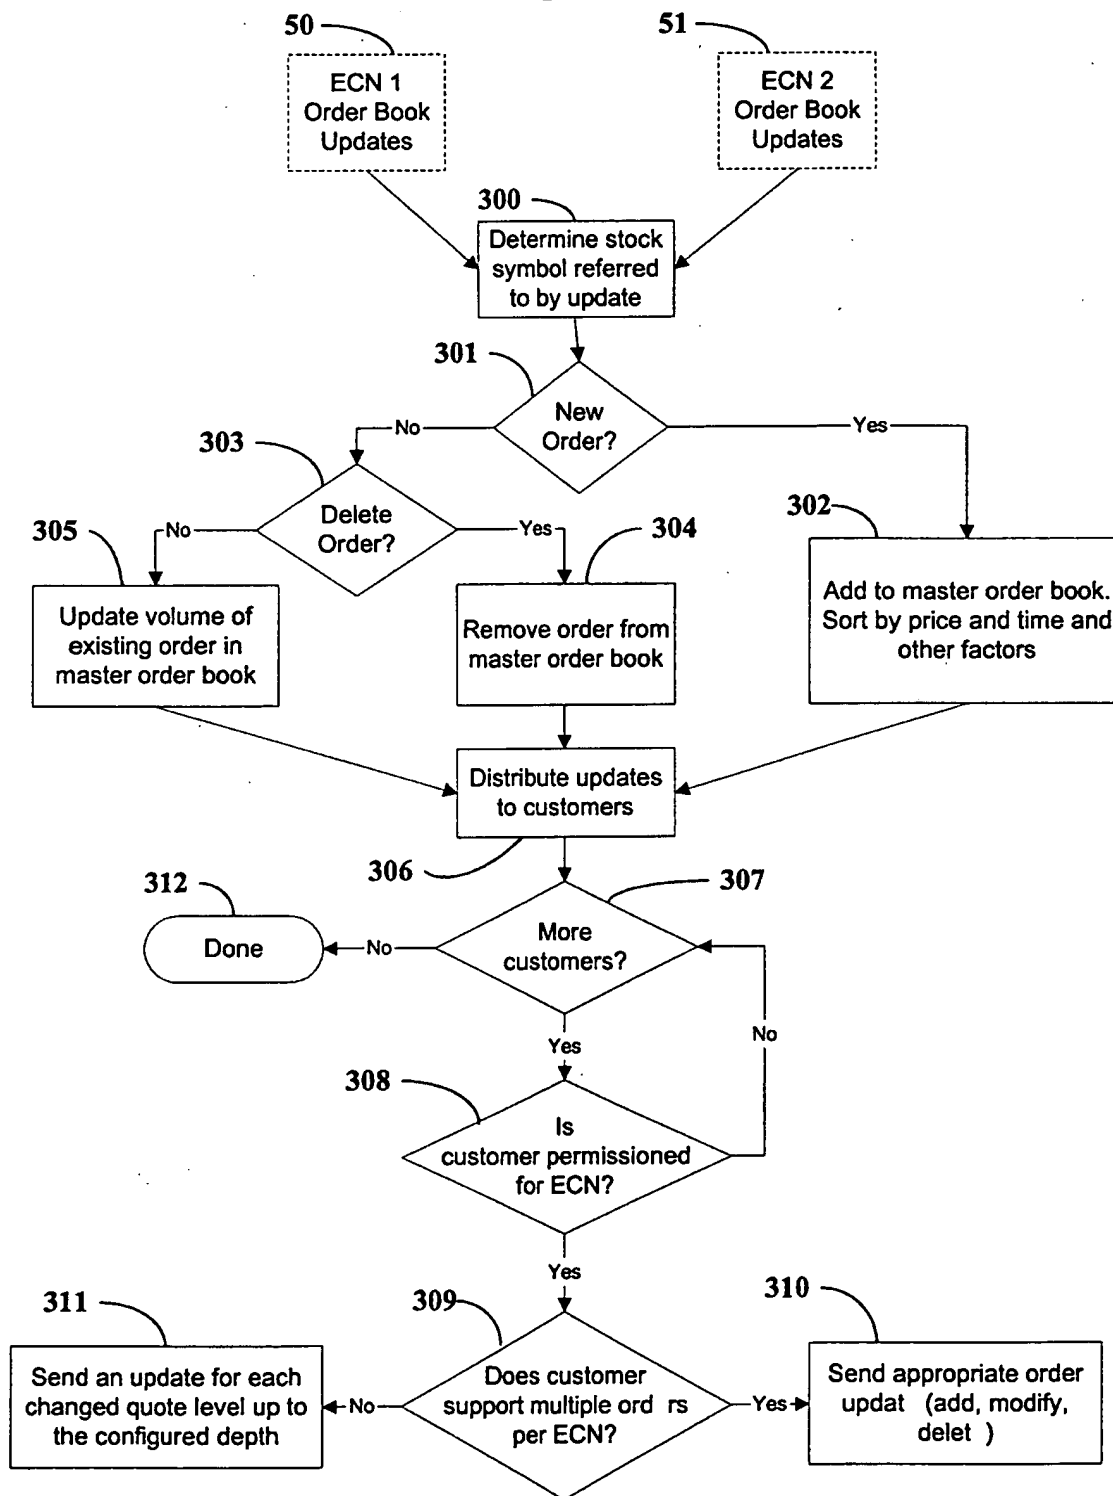 50
51
ECN 1
Order Book
Updates
ECN 2
Order Book
Updates
300
Determine stock
symbol referred
to by update
301
New
Order?
No
Yes
303
Delete
Order?
No
Yes
305
304
302
Update volume of
existing order in
master order book
Remove order from
master order book
Add to master order book.
Sort by price and time and
other factors
Distribute updates
to customers
306
307
312
Done
No
More
customers?
No
Yes
308
Is
customer permissioned
for ECN?
Yes
311
309
310
Send an update for each
changed quote level up to
the configured depth
No
Does customer
support multiple ord rs
per ECN?
Yes
Send appropriate order
updat (add, modify,
delet )